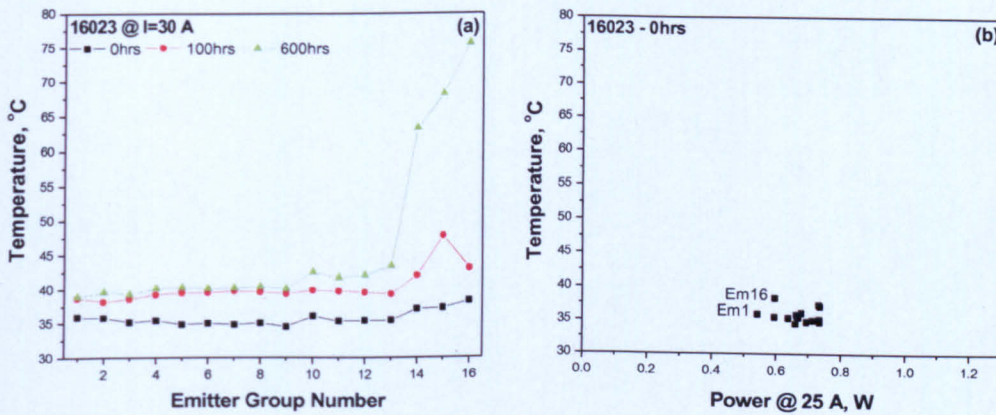 16023 @ I=30 A
(a)
0hrs 100hrs 600hrs
80
75
70
65
60
55
50
45
40
35
30
Temperature, °C
2 4 6 8 10 12 14 16
Emitter Group Number
16023 - 0hrs
(b)
80
75
70
65
60
55
50
45
40
35
30
Temperature, °C
Em16
Em1
0.0 0.2 0.4 0.6 0.8 1.0 1.2
Power @ 25 A, W